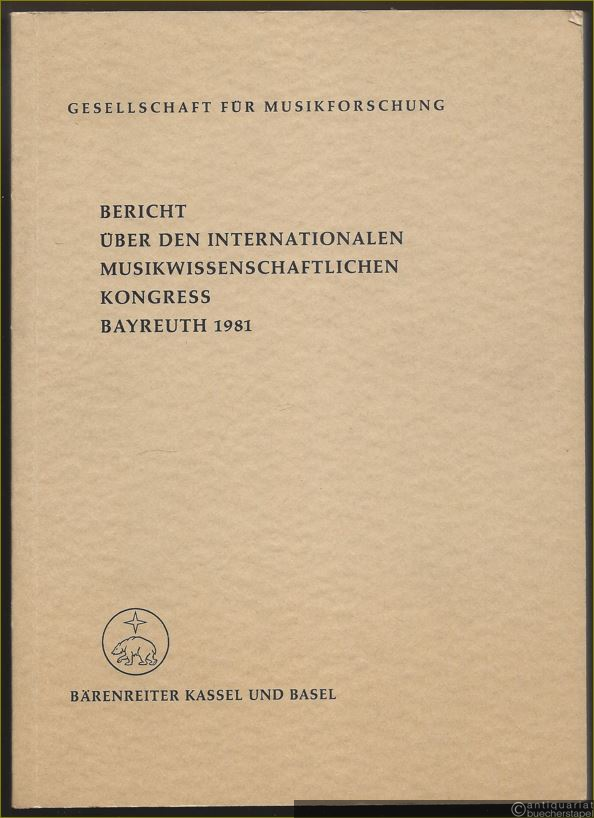 GESELLSCHAFT FÜR MUSIKFORSCHUNG
BERICHT
ÜBER DEN INTERNATIONALEN
MUSIKWISSENSCHAFTLICHEN
KONGRESS
BAYREUTH 1981
BÄRENREITER KASSEL UND BASEL
©antiquariat
buecherstapel